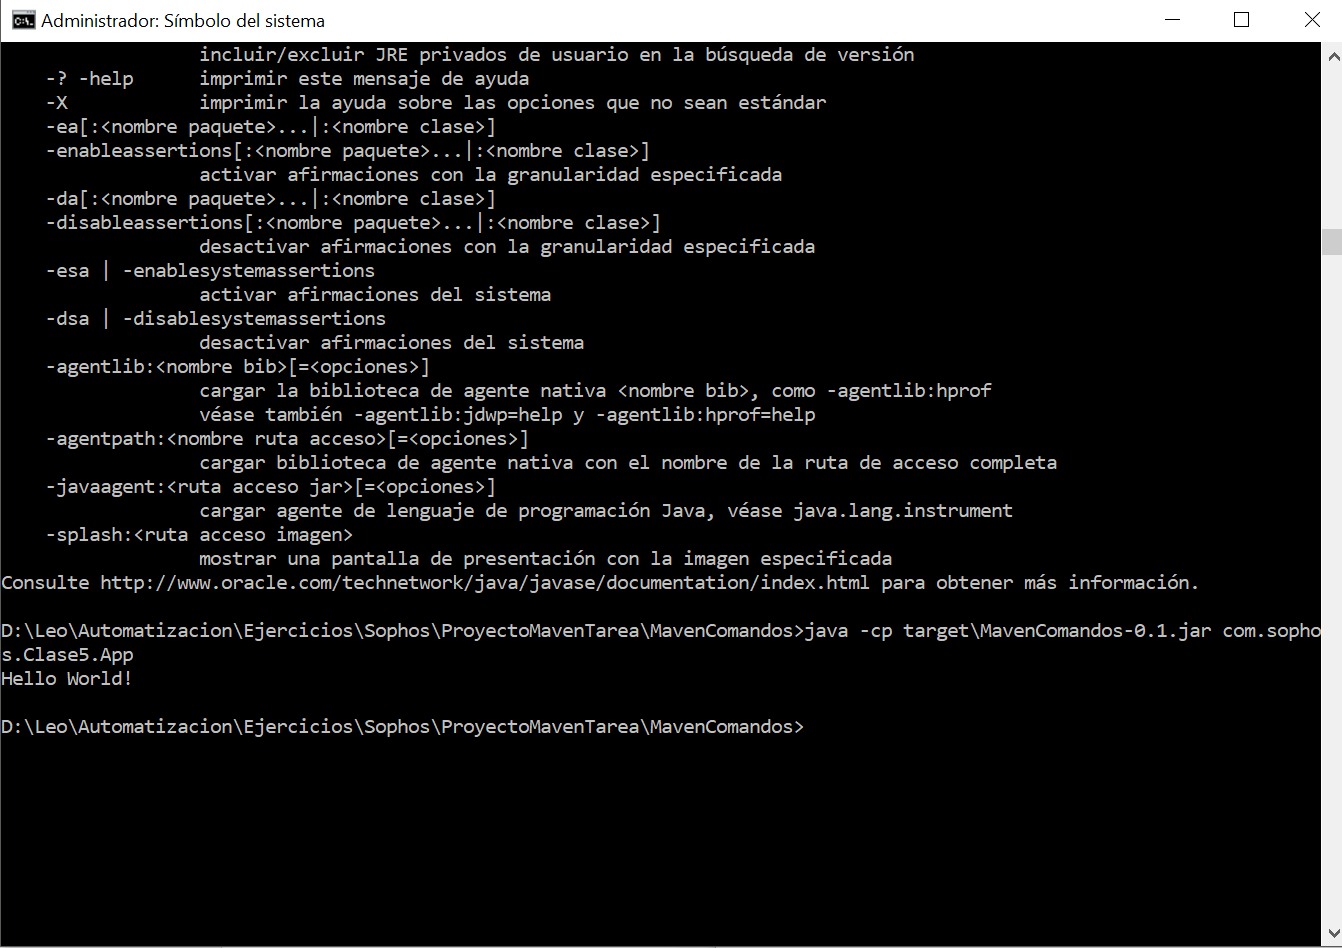 Administrador: Símbolo del sistema
incluir/excluir JRE privados de usuario en la búsqueda de versión
-? -help imprimir este mensaje de ayuda
-X imprimir la ayuda sobre las opciones que no sean estándar
-ea[:<nombre paquete>...|:<nombre clase>]
-enableassertions[:<nombre paquete>...|:<nombre clase>]
activar afirmaciones con la granularidad especificada
-da[:<nombre paquete>...|:<nombre clase>]
-disableassertions[:<nombre paquete>...|:<nombre clase>]
desactivar afirmaciones con la granularidad especificada
-esa | -enablesystemassertions
activar afirmaciones del sistema
-dsa | -disablesystemassertions
desactivar afirmaciones del sistema
-agentlib:<nombre bib>[=<opciones>]
cargar la biblioteca de agente nativa <nombre bib>, como -agentlib:hprof
véase también -agentlib:jdwp=help y -agentlib:hprof=help
-agentpath:<nombre ruta acceso>[=<opciones>]
cargar biblioteca de agente nativa con el nombre de la ruta de acceso completa
-javaagent:<ruta acceso jar>[=<opciones>]
cargar agente de lenguaje de programación Java, véase java.lang.instrument
-splash:<ruta acceso imagen>
mostrar una pantalla de presentación con la imagen especificada
Consulte http://www.oracle.com/technetwork/java/javase/documentation/index.html para obtener más información.
D:\Leo\Automatizacion\Ejercicios\Sophos\ProyectoMavenTarea\MavenComandos>java -cp target\MavenComandos-0.1.jar com.sopho
s.Clase5.App
Hello World!
D:\Leo\Automatizacion\Ejercicios\Sophos\ProyectoMavenTarea\MavenComandos>